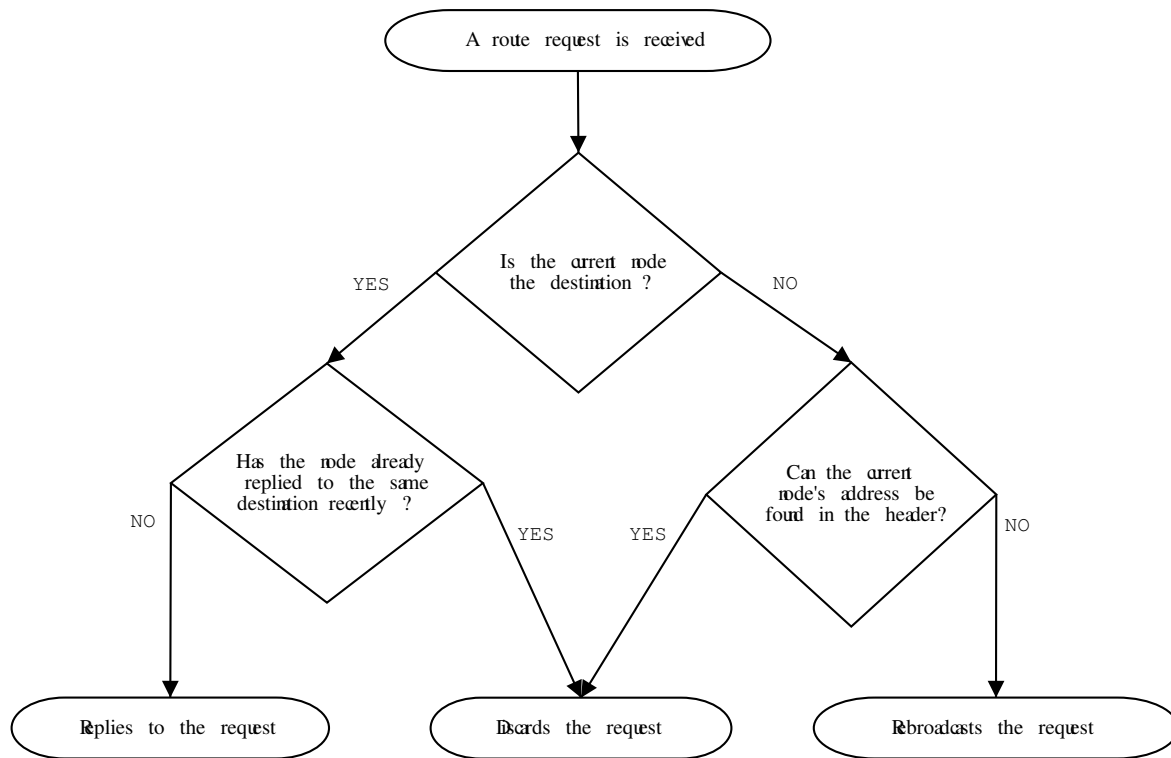 A route request is received
Is the current node
the destination ?
YES
NO
Has the node already
replied to the same
destination recently ?
Can the current
node's address be
found in the header?
NO
YES
YES
NO
Replies to the request
Discards the request
Rebroadcasts the request